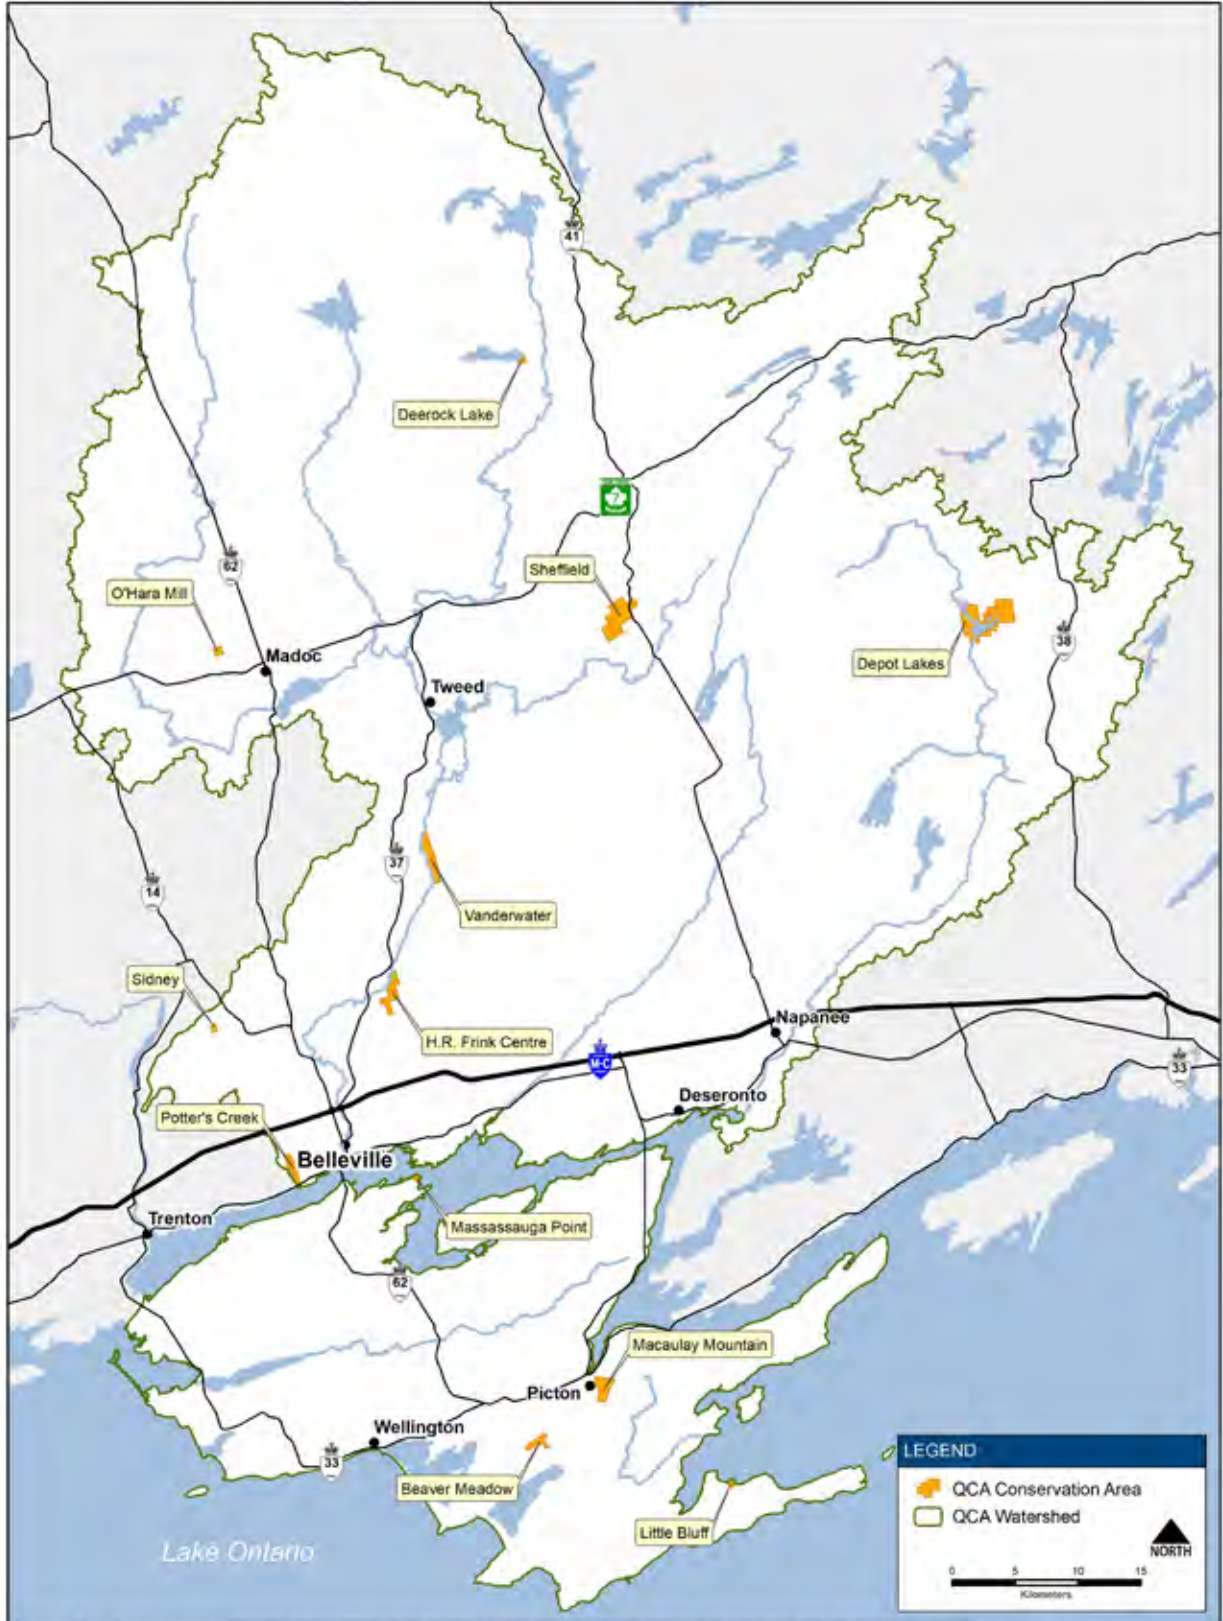 41
Deerock Lake
7
Sheffield
62
O'Hara Mill
Madoc
38
Depot Lakes
Tweed
37
14
Vanderwater
Sidney
H.R. Frink Centre
Napanee
M-C
33
Deseronto
Potter's Creek
Belleville
Trenton
Massassauga Point
62
Macaulay Mountain
Picton
Wellington
33
Beaver Meadow
Little Bluff
Lake Ontario
LEGEND
QCA Conservation Area
QCA Watershed
NORTH
0 5 10 15
Kilometers